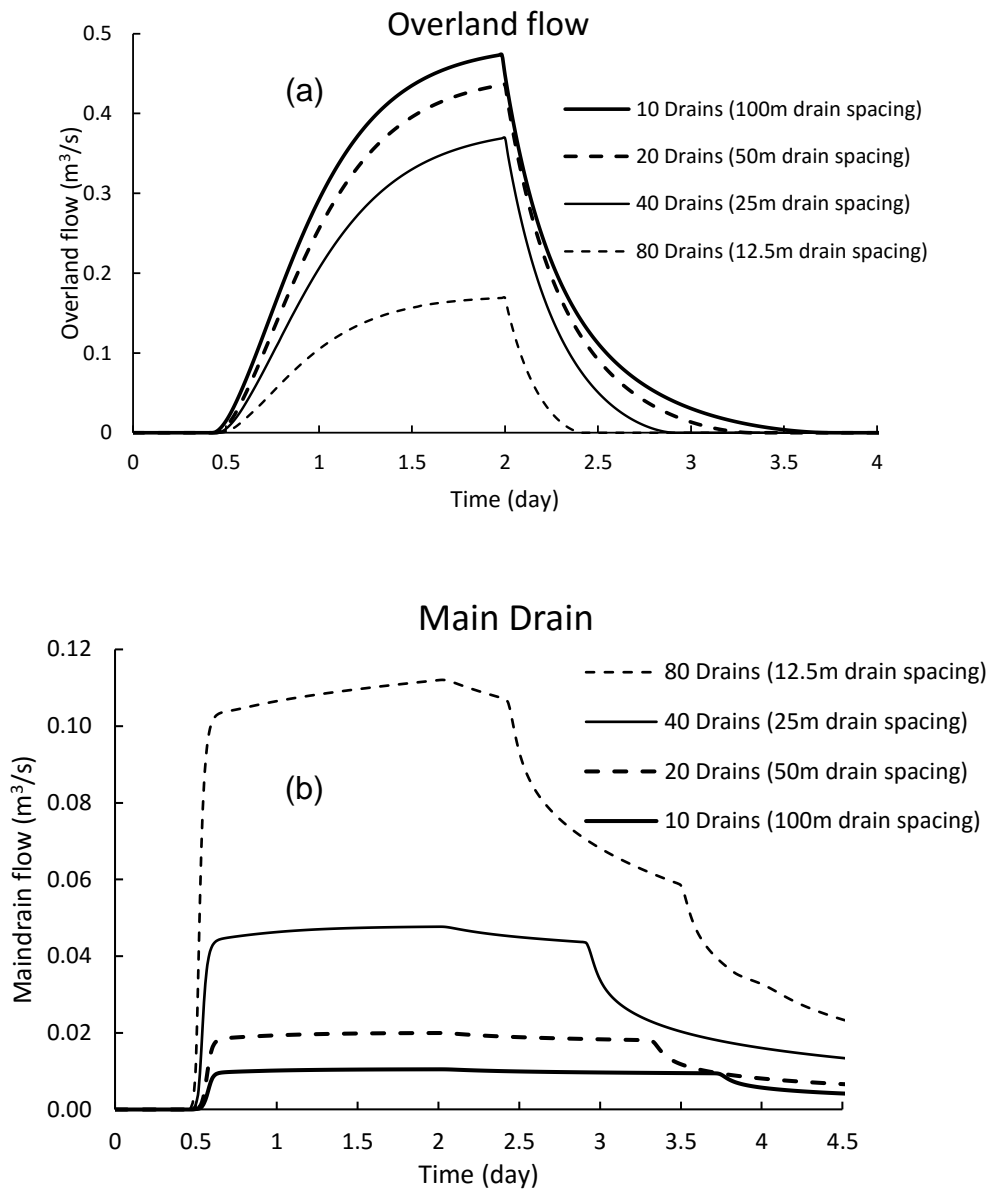 Overland flow
0.5
0.4
0.3
0.2
0.1
0
Overland flow (m³/s)
(a)
10 Drains (100m drain spacing)
20 Drains (50m drain spacing)
40 Drains (25m drain spacing)
80 Drains (12.5m drain spacing)
0 0.5 1 1.5 2 2.5 3 3.5 4
Time (day)
Main Drain
0.12
0.10
0.08
0.06
0.04
0.02
0.00
Maindrain flow (m³/s)
(b)
80 Drains (12.5m drain spacing)
40 Drains (25m drain spacing)
20 Drains (50m drain spacing)
10 Drains (100m drain spacing)
0 0.5 1 1.5 2 2.5 3 3.5 4 4.5
Time (day)